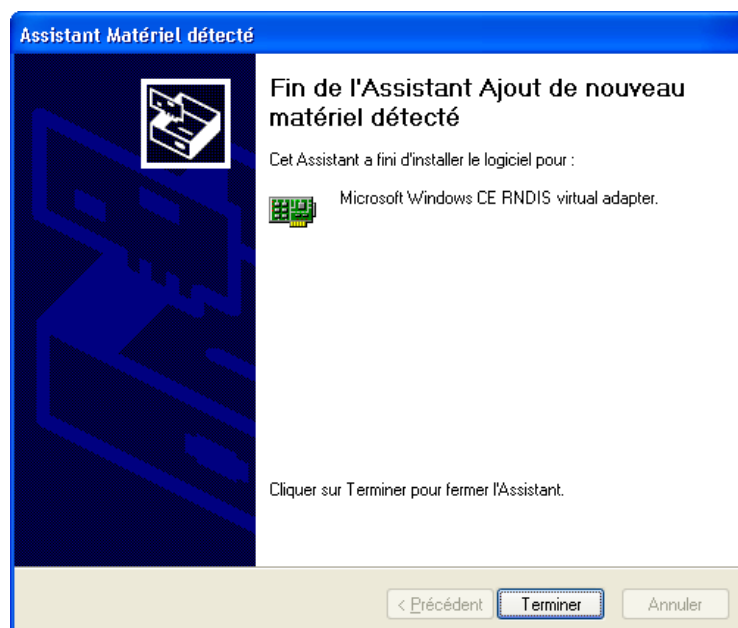 Assistant Matériel détecté
Fin de l'Assistant Ajout de nouveau
matériel détecté
Cet Assistant a fini d'installer le logiciel pour :
Microsoft Windows CE RNDIS virtual adapter.
Cliquer sur Terminer pour fermer l'Assistant.
< Précédent
Terminer
Annuler